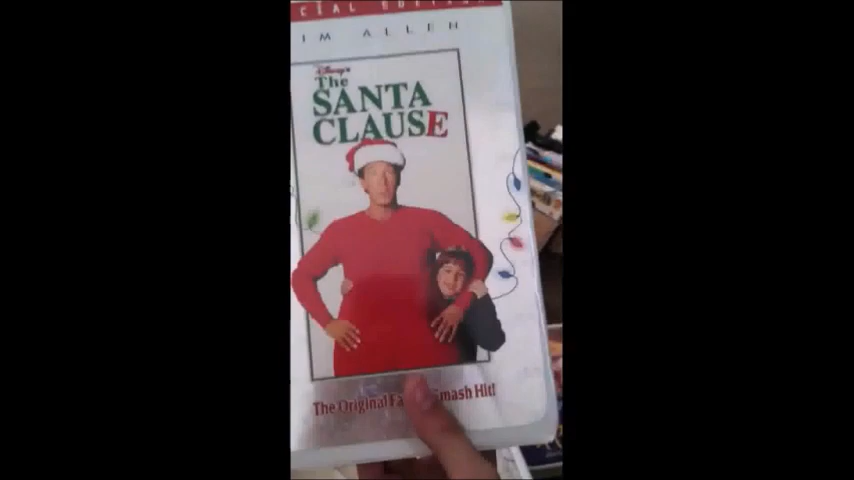 CIAL EDITION
IM ALLEN
Disney's
The
SANTA
CLAUSE
The Original Fa Smash Hit!